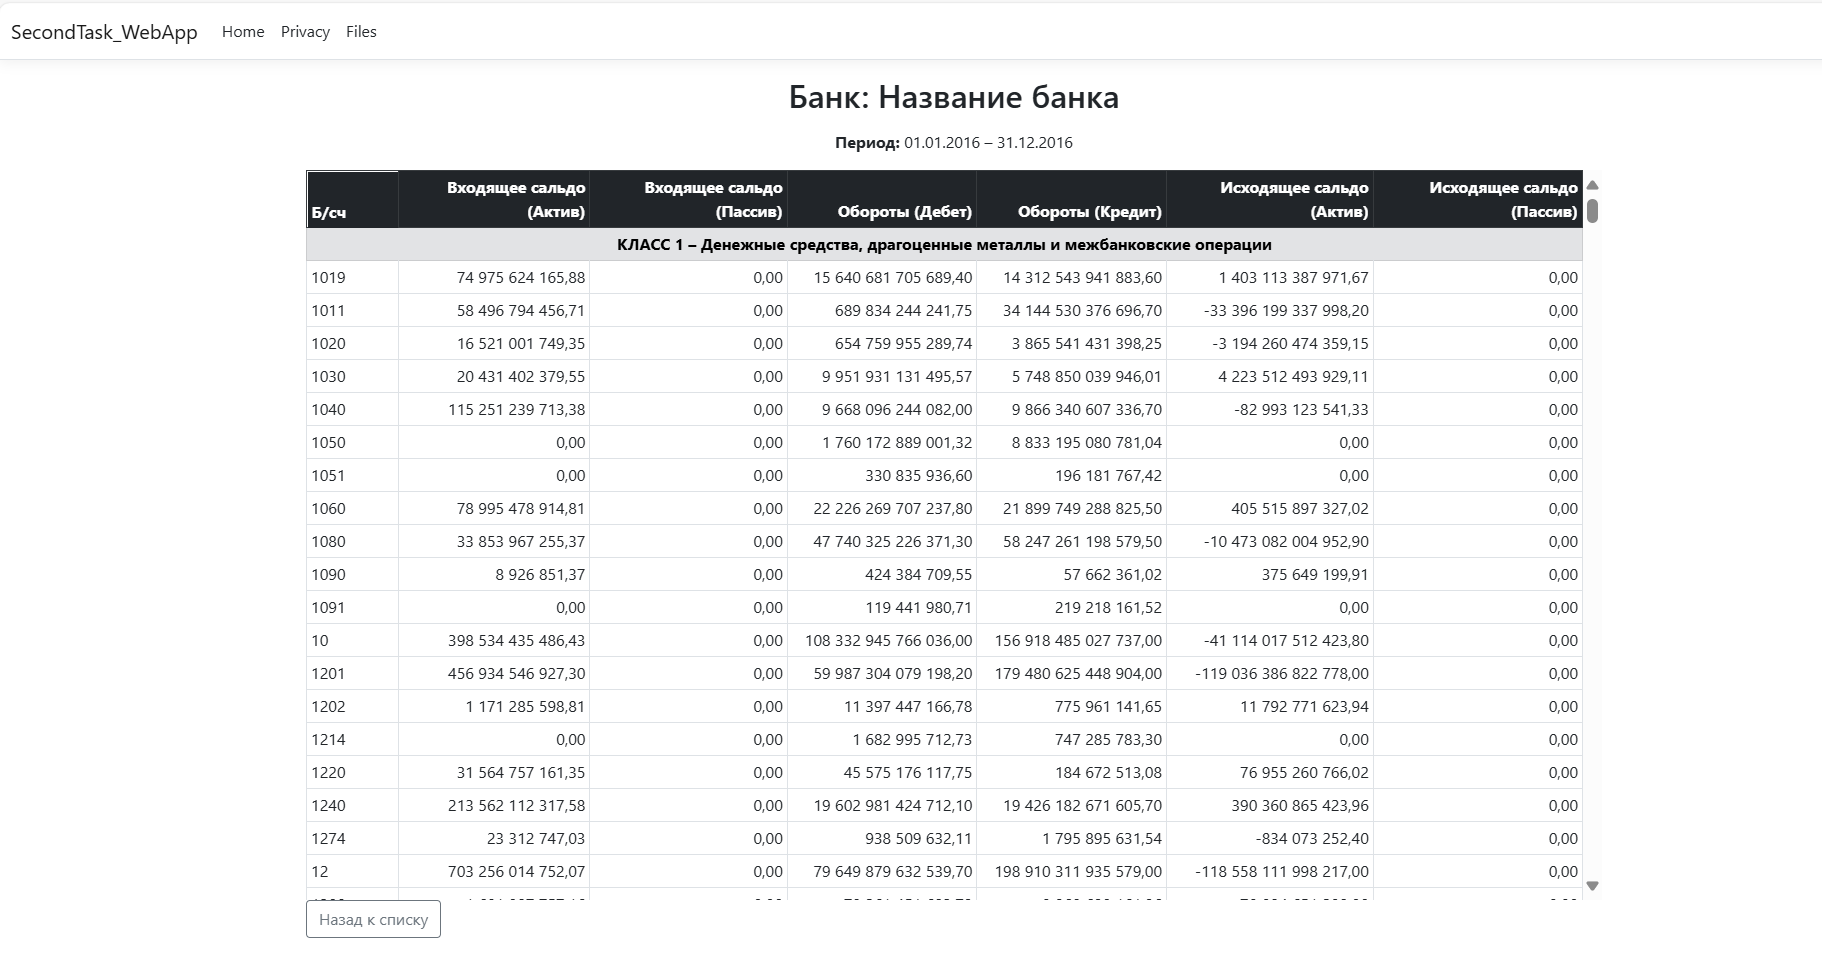 SecondTask_WebApp Home Privacy Files
Банк: Название банка
Период: 01.01.2016 – 31.12.2016
Б/сч Входящее сальдо (Актив) Входящее сальдо (Пассив) Обороты (Дебет) Обороты (Кредит) Исходящее сальдо (Актив) Исходящее сальдо (Пассив)
КЛАСС 1 – Денежные средства, драгоценные металлы и межбанковские операции
1019 74 975 624 165,88 0,00 15 640 681 705 689,40 14 312 543 941 883,60 1 403 113 387 971,67 0,00
1011 58 496 794 456,71 0,00 689 834 244 241,75 34 144 530 376 696,70 -33 396 199 337 998,20 0,00
1020 16 521 001 749,35 0,00 654 759 955 289,74 3 865 541 431 398,25 -3 194 260 474 359,15 0,00
1030 20 431 402 379,55 0,00 9 951 931 131 495,57 5 748 850 039 946,01 4 223 512 493 929,11 0,00
1040 115 251 239 713,38 0,00 9 668 096 244 082,00 9 866 340 607 336,70 -82 993 123 541,33 0,00
1050 0,00 0,00 1 760 172 889 001,32 8 833 195 080 781,04 0,00 0,00
1051 0,00 0,00 330 835 936,60 196 181 767,42 0,00 0,00
1060 78 995 478 914,81 0,00 22 226 269 707 237,80 21 899 749 288 825,50 405 515 897 327,02 0,00
1080 33 853 967 255,37 0,00 47 740 325 226 371,30 58 247 261 198 579,50 -10 473 082 004 952,90 0,00
1090 8 926 851,37 0,00 424 384 709,55 57 662 361,02 375 649 199,91 0,00
1091 0,00 0,00 119 441 980,71 219 218 161,52 0,00 0,00
10 398 534 435 486,43 0,00 108 332 945 766 036,00 156 918 485 027 737,00 -41 114 017 512 423,80 0,00
1201 456 934 546 927,30 0,00 59 987 304 079 198,20 179 480 625 448 904,00 -119 036 386 822 778,00 0,00
1202 1 171 285 598,81 0,00 11 397 447 166,78 775 961 141,65 11 792 771 623,94 0,00
1214 0,00 0,00 1 682 995 712,73 747 285 783,30 0,00 0,00
1220 31 564 757 161,35 0,00 45 575 176 117,75 184 672 513,08 76 955 260 766,02 0,00
1240 213 562 112 317,58 0,00 19 602 981 424 712,10 19 426 182 671 605,70 390 360 865 423,96 0,00
1274 23 312 747,03 0,00 938 509 632,11 1 795 895 631,54 -834 073 252,40 0,00
12 703 256 014 752,07 0,00 79 649 879 632 539,70 198 910 311 935 579,00 -118 558 111 998 217,00 0,00
Назад к списку